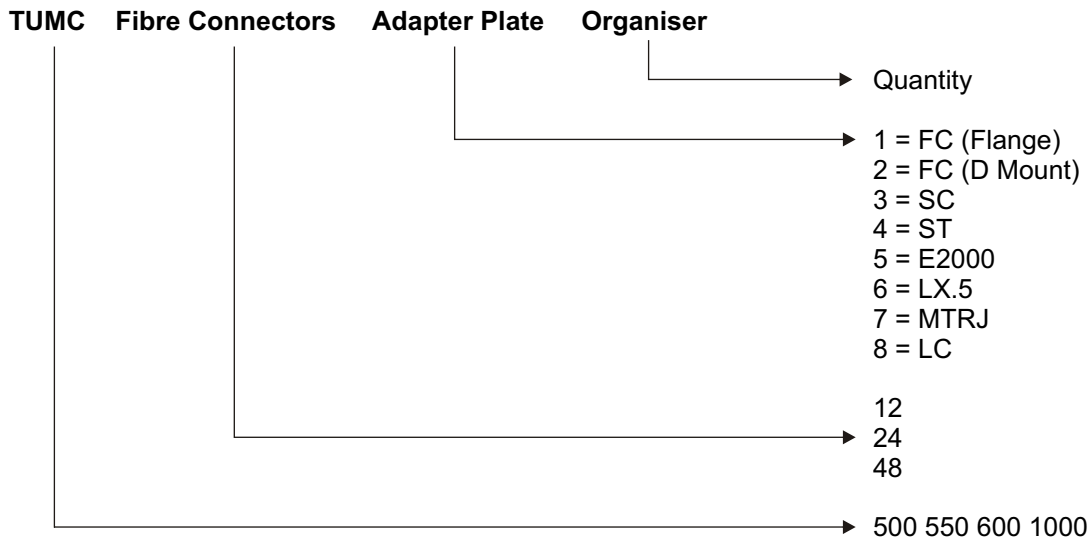 TUMC Fibre Connectors Adapter Plate Organiser
Quantity
1 = FC (Flange)
2 = FC (D Mount)
3 = SC
4 = ST
5 = E2000
6 = LX.5
7 = MTRJ
8 = LC
12
24
48
500 550 600 1000